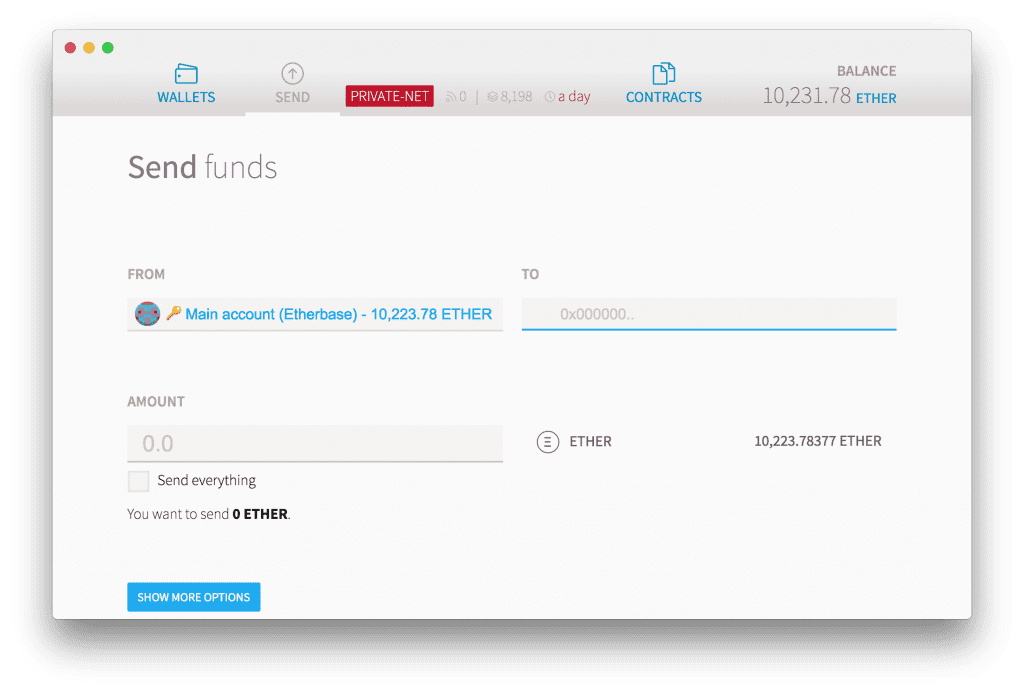 WALLETS
SEND
PRIVATE-NET 0 | 8,198 a day
CONTRACTS
BALANCE
10,231.78 ETHER
Send funds
FROM
TO
Main account (Etherbase) - 10,223.78 ETHER
0x000000..
AMOUNT
0.0
ETHER
10,223.78377 ETHER
Send everything
You want to send 0 ETHER.
SHOW MORE OPTIONS